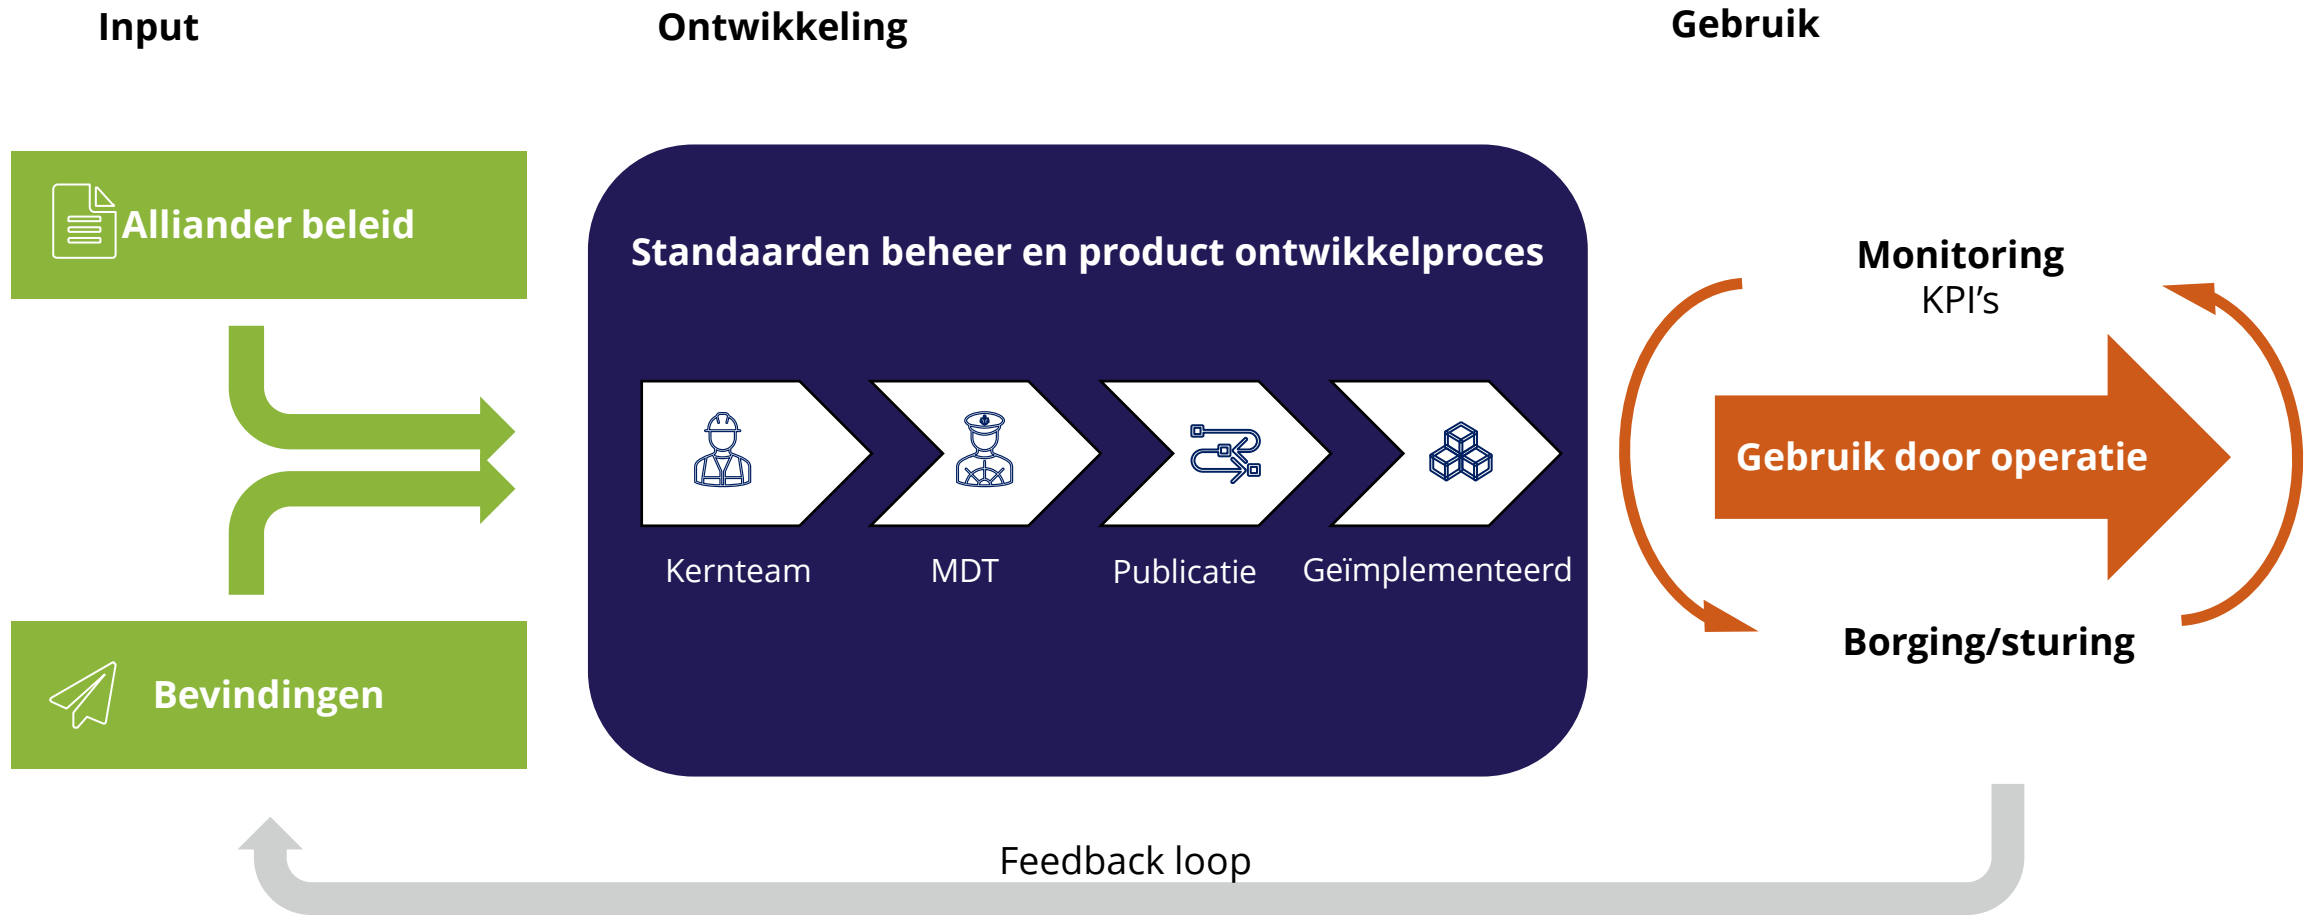 Input
Ontwikkeling
Gebruik
Alliander beleid
Bevindingen
Standaarden beheer en product ontwikkelproces
Kernteam
MDT
Publicatie
Geïmplementeerd
Monitoring
KPI’s
Gebruik door operatie
Borging/sturing
Feedback loop